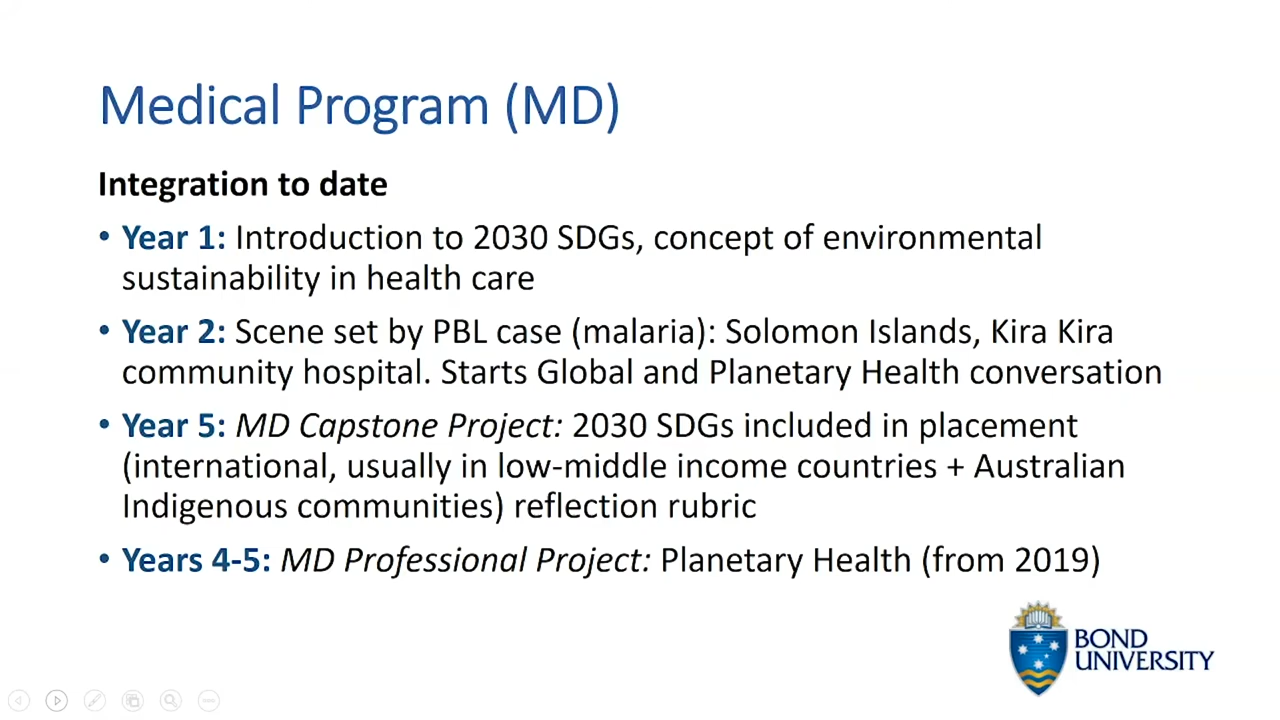 Medical Program (MD)
Integration to date
• Year 1: Introduction to 2030 SDGs, concept of environmental
sustainability in health care
• Year 2: Scene set by PBL case (malaria): Solomon Islands, Kira Kira
community hospital. Starts Global and Planetary Health conversation
• Year 5: MD Capstone Project: 2030 SDGs included in placement
(international, usually in low-middle income countries + Australian
Indigenous communities) reflection rubric
• Years 4-5: MD Professional Project: Planetary Health (from 2019)
BOND
UNIVERSITY